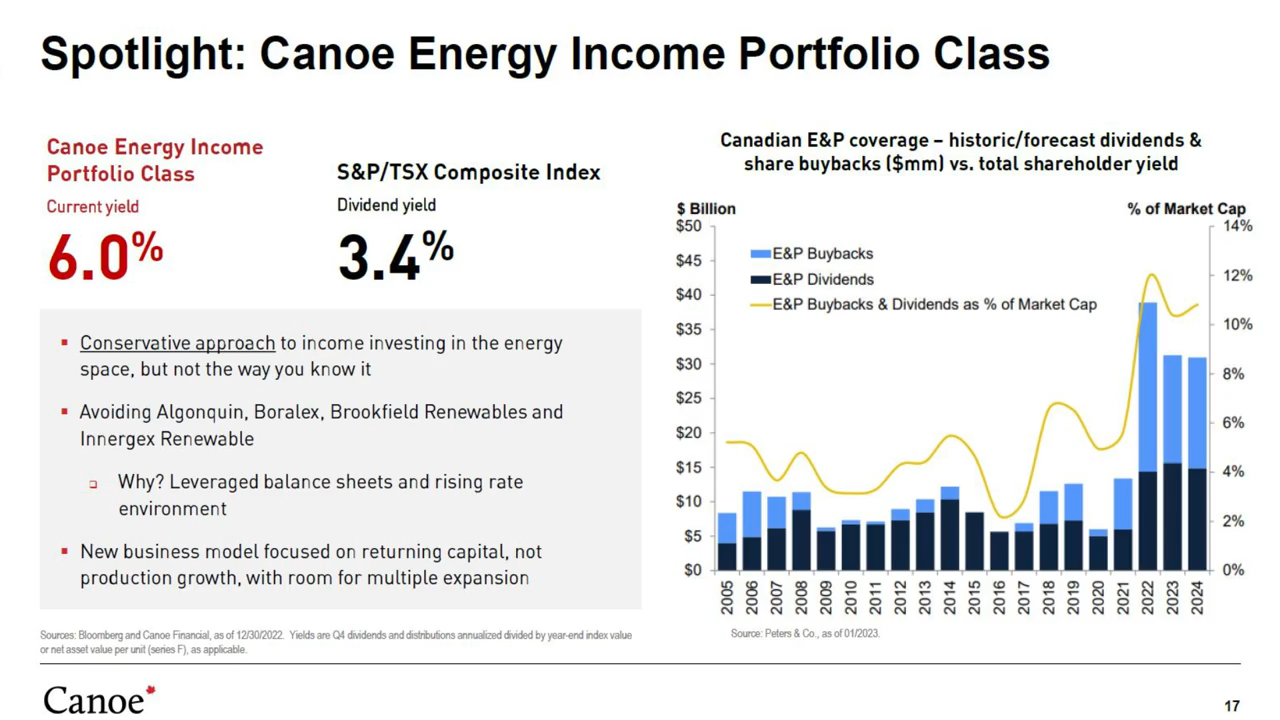 Spotlight: Canoe Energy Income Portfolio Class
Canoe Energy Income
Portfolio Class
Current yield
6.0%
S&P/TSX Composite Index
Dividend yield
3.4%
▪ Conservative approach to income investing in the energy
space, but not the way you know it
▪ Avoiding Algonquin, Boralex, Brookfield Renewables and
Innergex Renewable
❑ Why? Leveraged balance sheets and rising rate
environment
▪ New business model focused on returning capital, not
production growth, with room for multiple expansion
Sources: Bloomberg and Canoe Financial, as of 12/30/2022. Yields are Q4 dividends and distributions annualized divided by year-end index value
or net asset value per unit (series F), as applicable.
Canadian E&P coverage – historic/forecast dividends &
share buybacks ($mm) vs. total shareholder yield
$ Billion
% of Market Cap
$50
$45
$40
$35
$30
$25
$20
$15
$10
$5
$0
E&P Buybacks
E&P Dividends
E&P Buybacks & Dividends as % of Market Cap
14%
12%
10%
8%
6%
4%
2%
0%
2005
2006
2007
2008
2009
2010
2011
2012
2013
2014
2015
2016
2017
2018
2019
2020
2021
2022
2023
2024
Source: Peters & Co., as of 01/2023.
Canoe
17